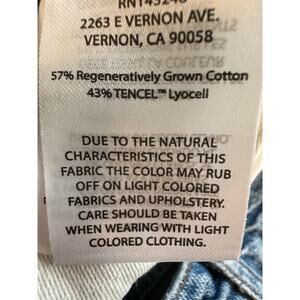 RN145248
2263 E VERNON AVE.
VERNON, CA 90058
57% Regeneratively Grown Cotton
43% TENCEL™ Lyocell
DUE TO THE NATURAL
CHARACTERISTICS OF THIS
FABRIC THE COLOR MAY RUB
OFF ON LIGHT COLORED
FABRICS AND UPHOLSTERY.
CARE SHOULD BE TAKEN
WHEN WEARING WITH LIGHT
COLORED CLOTHING.